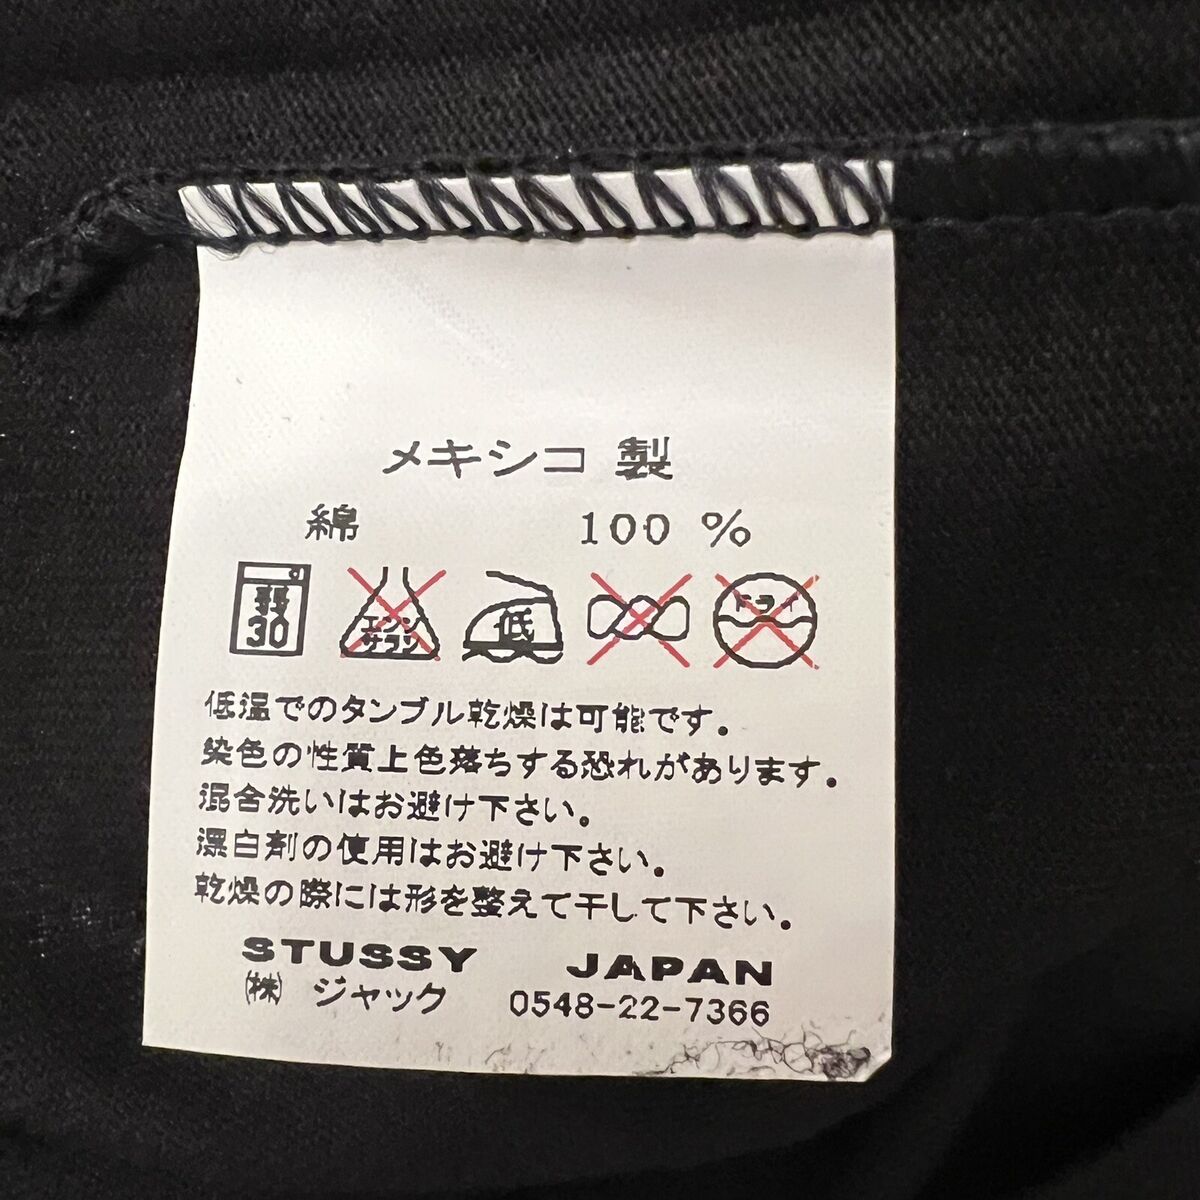 メキシコ 製
綿 100 %
弱 30 エンソ サラシ 低 ドライ
低温でのタンブル乾燥は可能です。
染色の性質上色落ちする恐れがあります。
混合洗いはお避け下さい。
漂白剤の使用はお避け下さい。
乾燥の際には形を整えて干して下さい。
STUSSY JAPAN
㈱ ジャック 0548-22-7366